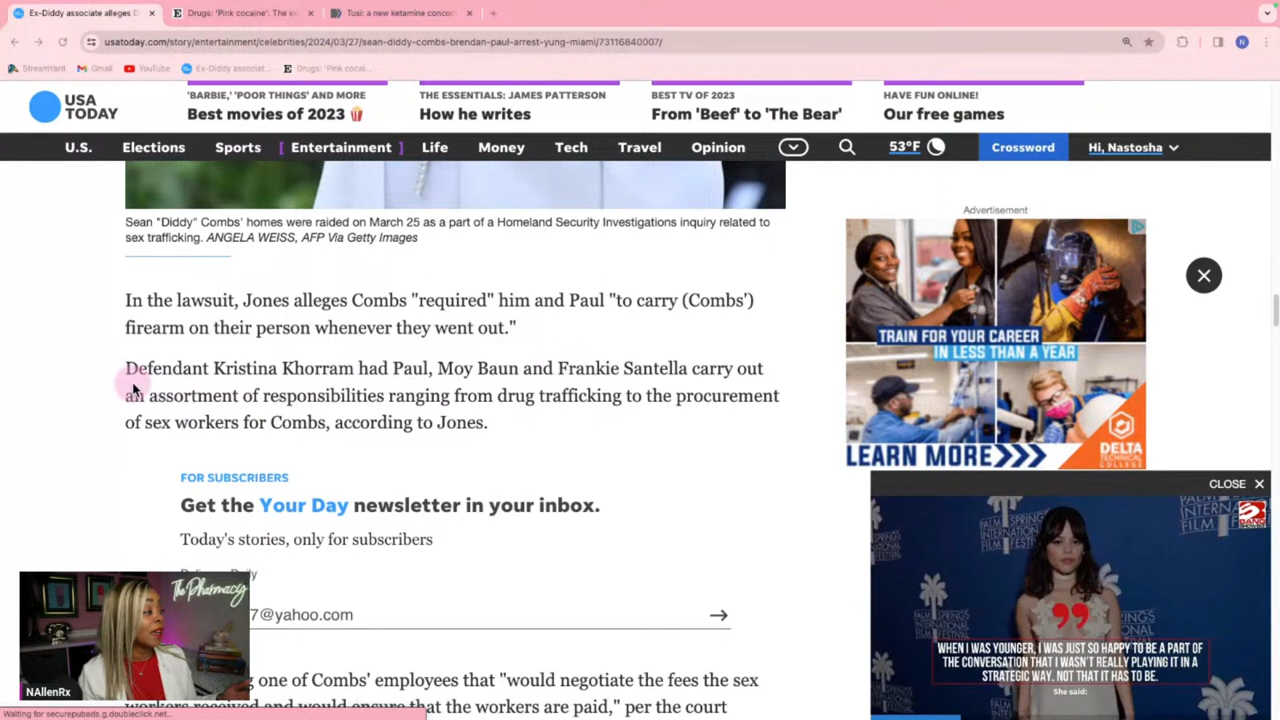 Ex-Diddy associate alleges D
Drugs: 'Pink cocaine': The ex
Tusi: a new ketamine concoc
usatoday.com/story/entertainment/celebrities/2024/03/27/sean-diddy-combs-brendan-paul-arrest-yung-miami/73116840007/
StreamYard
Gmail
YouTube
Ex-Diddy associat...
Drugs: 'Pink cocai...
USA
TODAY
'BARBIE,' 'POOR THINGS' AND MORE
Best movies of 2023
THE ESSENTIALS: JAMES PATTERSON
How he writes
BEST TV OF 2023
From 'Beef' to 'The Bear'
HAVE FUN ONLINE!
Our free games
U.S. Elections Sports [ Entertainment ] Life Money Tech Travel Opinion 53°F Crossword Hi, Nastosha
Sean "Diddy" Combs' homes were raided on March 25 as a part of a Homeland Security Investigations inquiry related to
sex trafficking. ANGELA WEISS, AFP Via Getty Images
In the lawsuit, Jones alleges Combs "required" him and Paul "to carry (Combs')
firearm on their person whenever they went out."
Defendant Kristina Khorram had Paul, Moy Baun and Frankie Santella carry out
an assortment of responsibilities ranging from drug trafficking to the procurement
of sex workers for Combs, according to Jones.
FOR SUBSCRIBERS
Get the Your Day newsletter in your inbox.
Today's stories, only for subscribers
7@yahoo.com
one of Combs' employees that "would negotiate the fees the sex
workers received and would ensure that the workers are paid," per the court
Advertisement
TRAIN FOR YOUR CAREER
IN LESS THAN A YEAR
LEARN MORE>>>
DELTA
TECHNICAL
COLLEGE
CLOSE
PALM SPRINGS
INTERNATIONAL
FILM
WHEN I WAS YOUNGER, I WAS JUST SO HAPPY TO BE A PART OF
THE CONVERSATION THAT I WASN'T REALLY PLAYING IT IN A
STRATEGIC WAY. NOT THAT IT HAS TO BE.
She said:
The Pharmacy
NAllenRx
Waiting for securepubads.g.doubleclick.net...